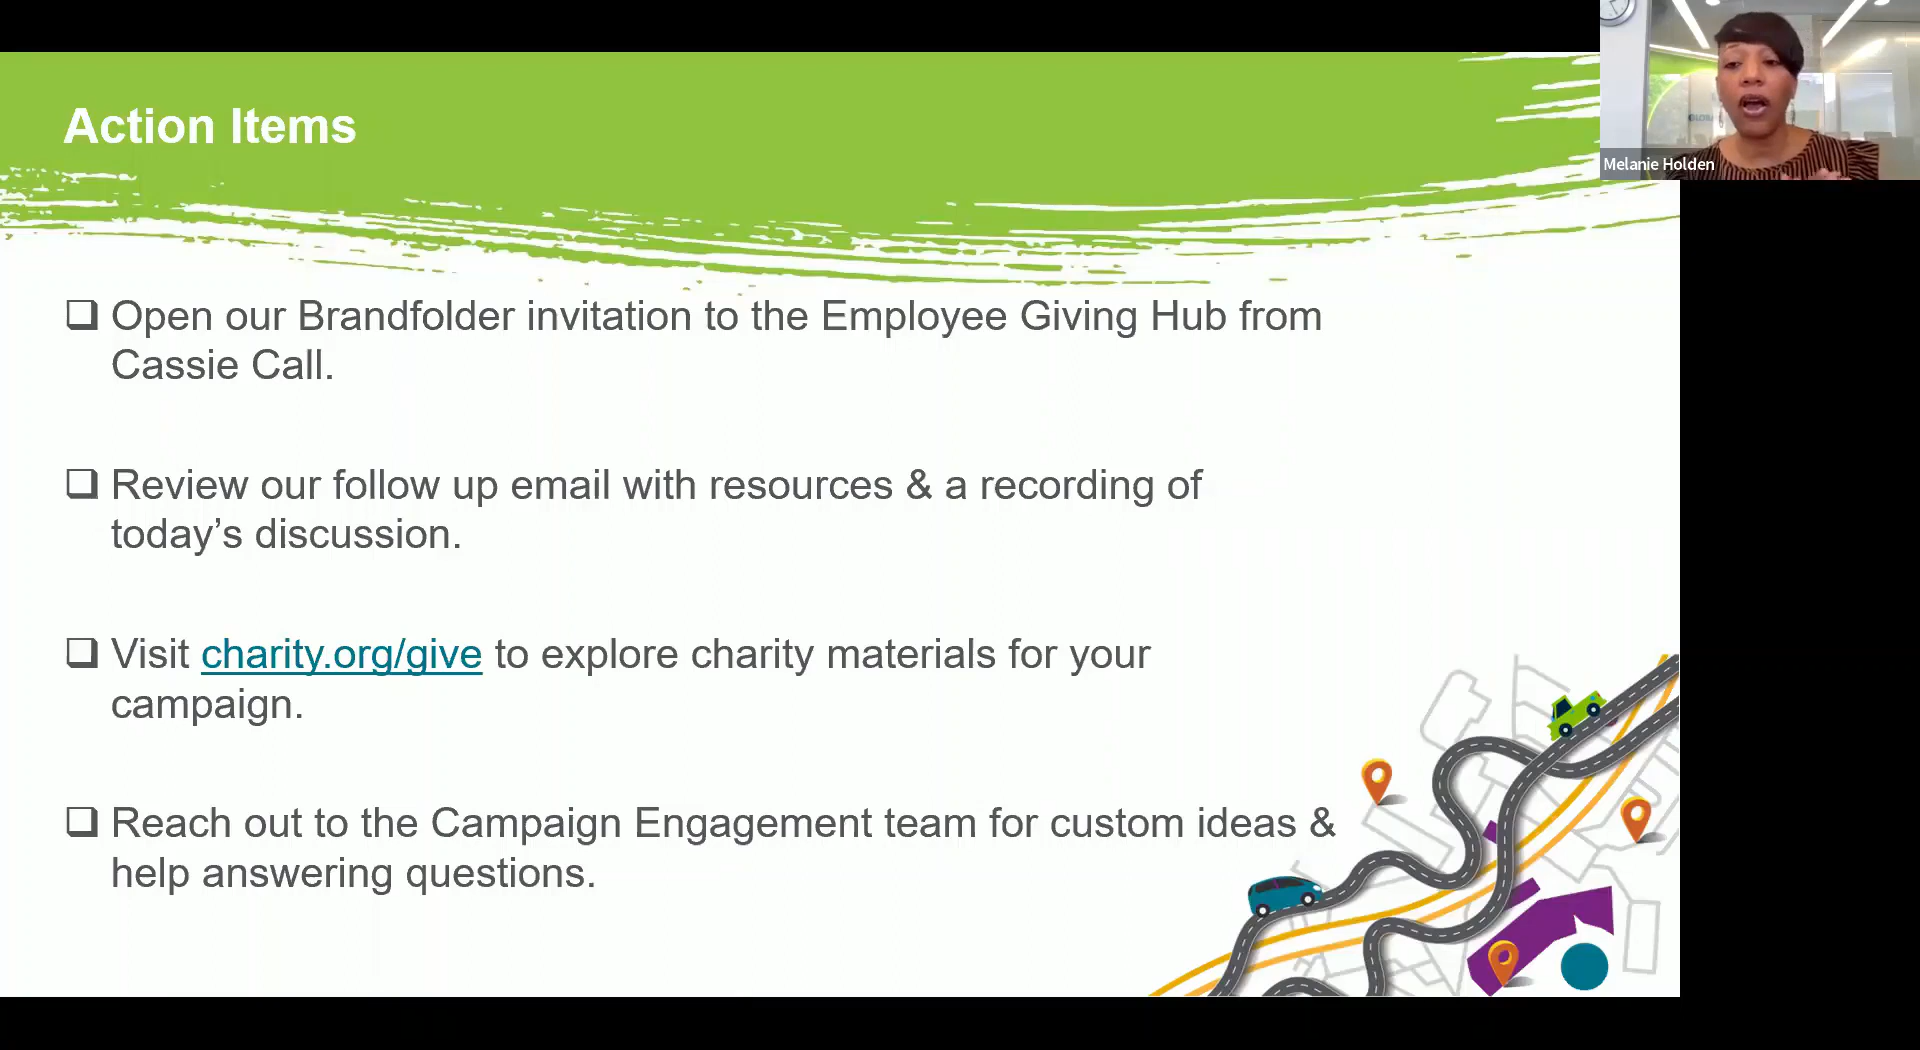 Action Items
Melanie Holden
❑ Open our Brandfolder invitation to the Employee Giving Hub from
Cassie Call.
❑ Review our follow up email with resources & a recording of
today’s discussion.
❑ Visit charity.org/give to explore charity materials for your
campaign.
❑ Reach out to the Campaign Engagement team for custom ideas &
help answering questions.